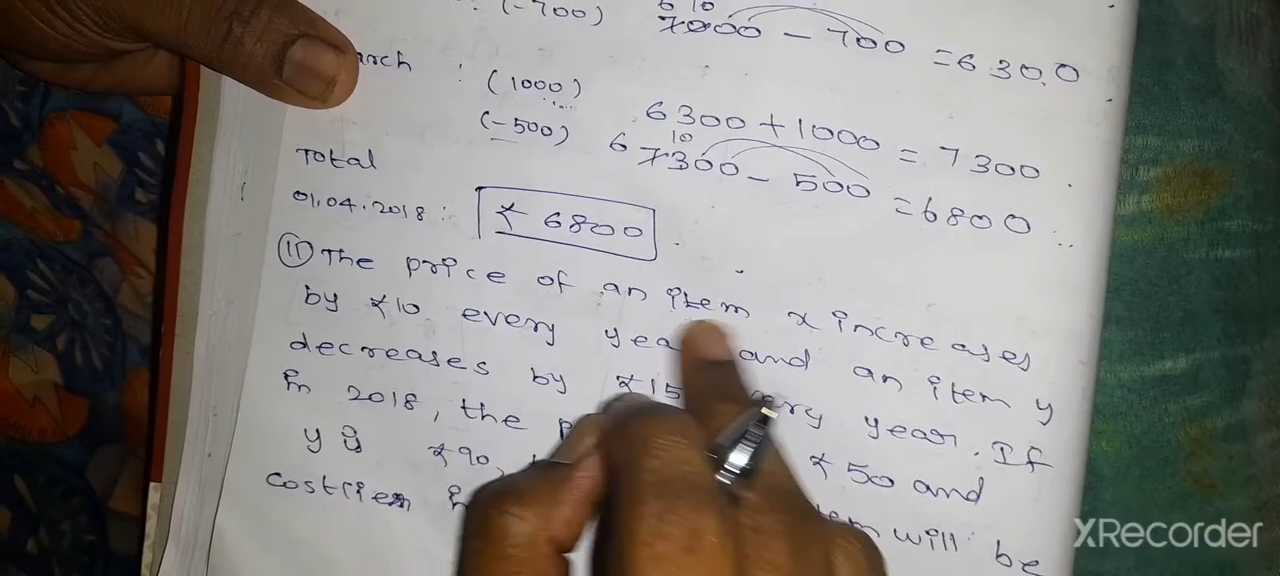 (-700) 7000 - 700 = 6300
: (1000) 6300 + 1000 = 7300
(-500) 7300 - 500 = 6800
Total
01.04.2018 : ₹ 6800
(11) The price of an item x increases
by ₹10 every year and an item y
decreases by ₹15 year. If
in 2018, the ₹50 and
y is ₹90,
costlier in will be
XRecorder